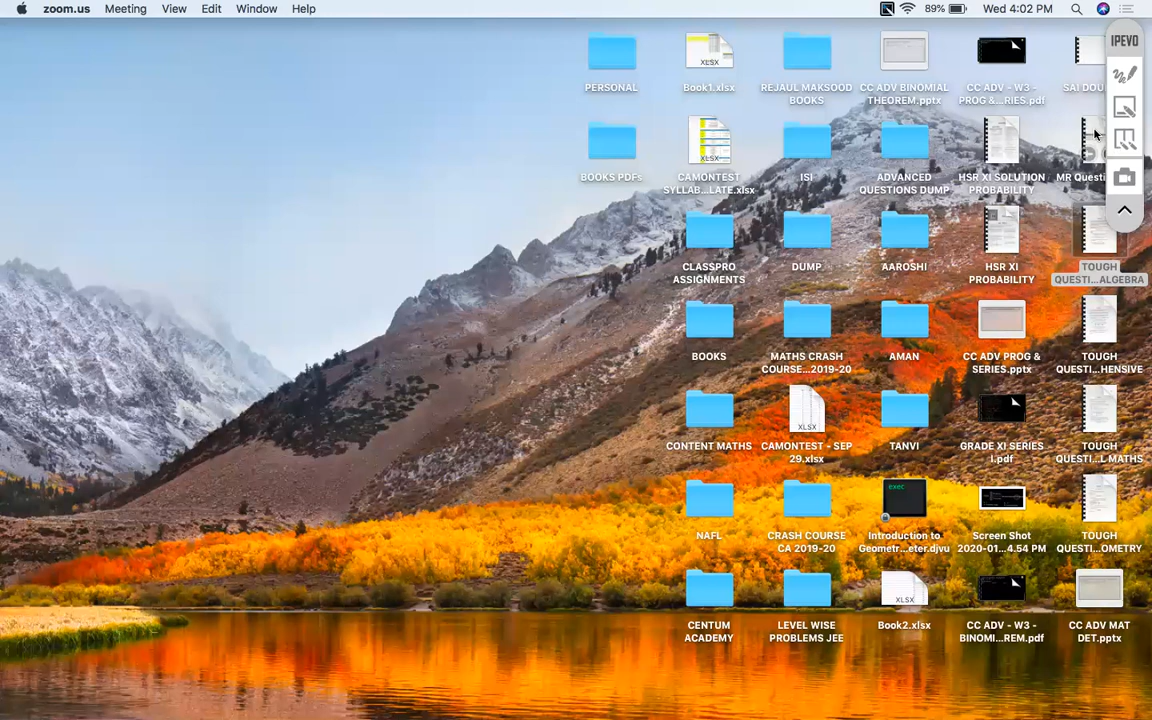 zoom.us Meeting View Edit Window Help 89% Wed 4:02 PM
IPEVO
PERSONAL
XLSX
Book1.xlsx
REJAUL MAKSOOD
BOOKS
CC ADV BINOMIAL
THEOREM.pptx
CC ADV - W3 -
PROG &...RIES.pdf
SAI DOU
BOOKS PDFs
XLSX
CAMONTEST
SYLLAB...LATE.xlsx
ISI
ADVANCED
QUESTIONS DUMP
HSR XI SOLUTION
PROBABILITY
MR Questi
CLASSPRO
ASSIGNMENTS
DUMP
AAROSHI
HSR XI
PROBABILITY
TOUGH
QUESTI...ALGEBRA
BOOKS
MATHS CRASH
COURSE...2019-20
AMAN
CC ADV PROG &
SERIES.pptx
TOUGH
QUESTI...HENSIVE
CONTENT MATHS
XLSX
CAMONTEST - SEP
29.xlsx
TANVI
GRADE XI SERIES
I.pdf
TOUGH
QUESTI...L MATHS
NAFL
CRASH COURSE
CA 2019-20
exec
Introduction to
Geometr...eter.djvu
Screen Shot
2020-01...4.54 PM
TOUGH
QUESTI...OMETRY
CENTUM
ACADEMY
LEVEL WISE
PROBLEMS JEE
XLSX
Book2.xlsx
CC ADV - W3 -
BINOMI...REM.pdf
CC ADV MAT
DET.pptx